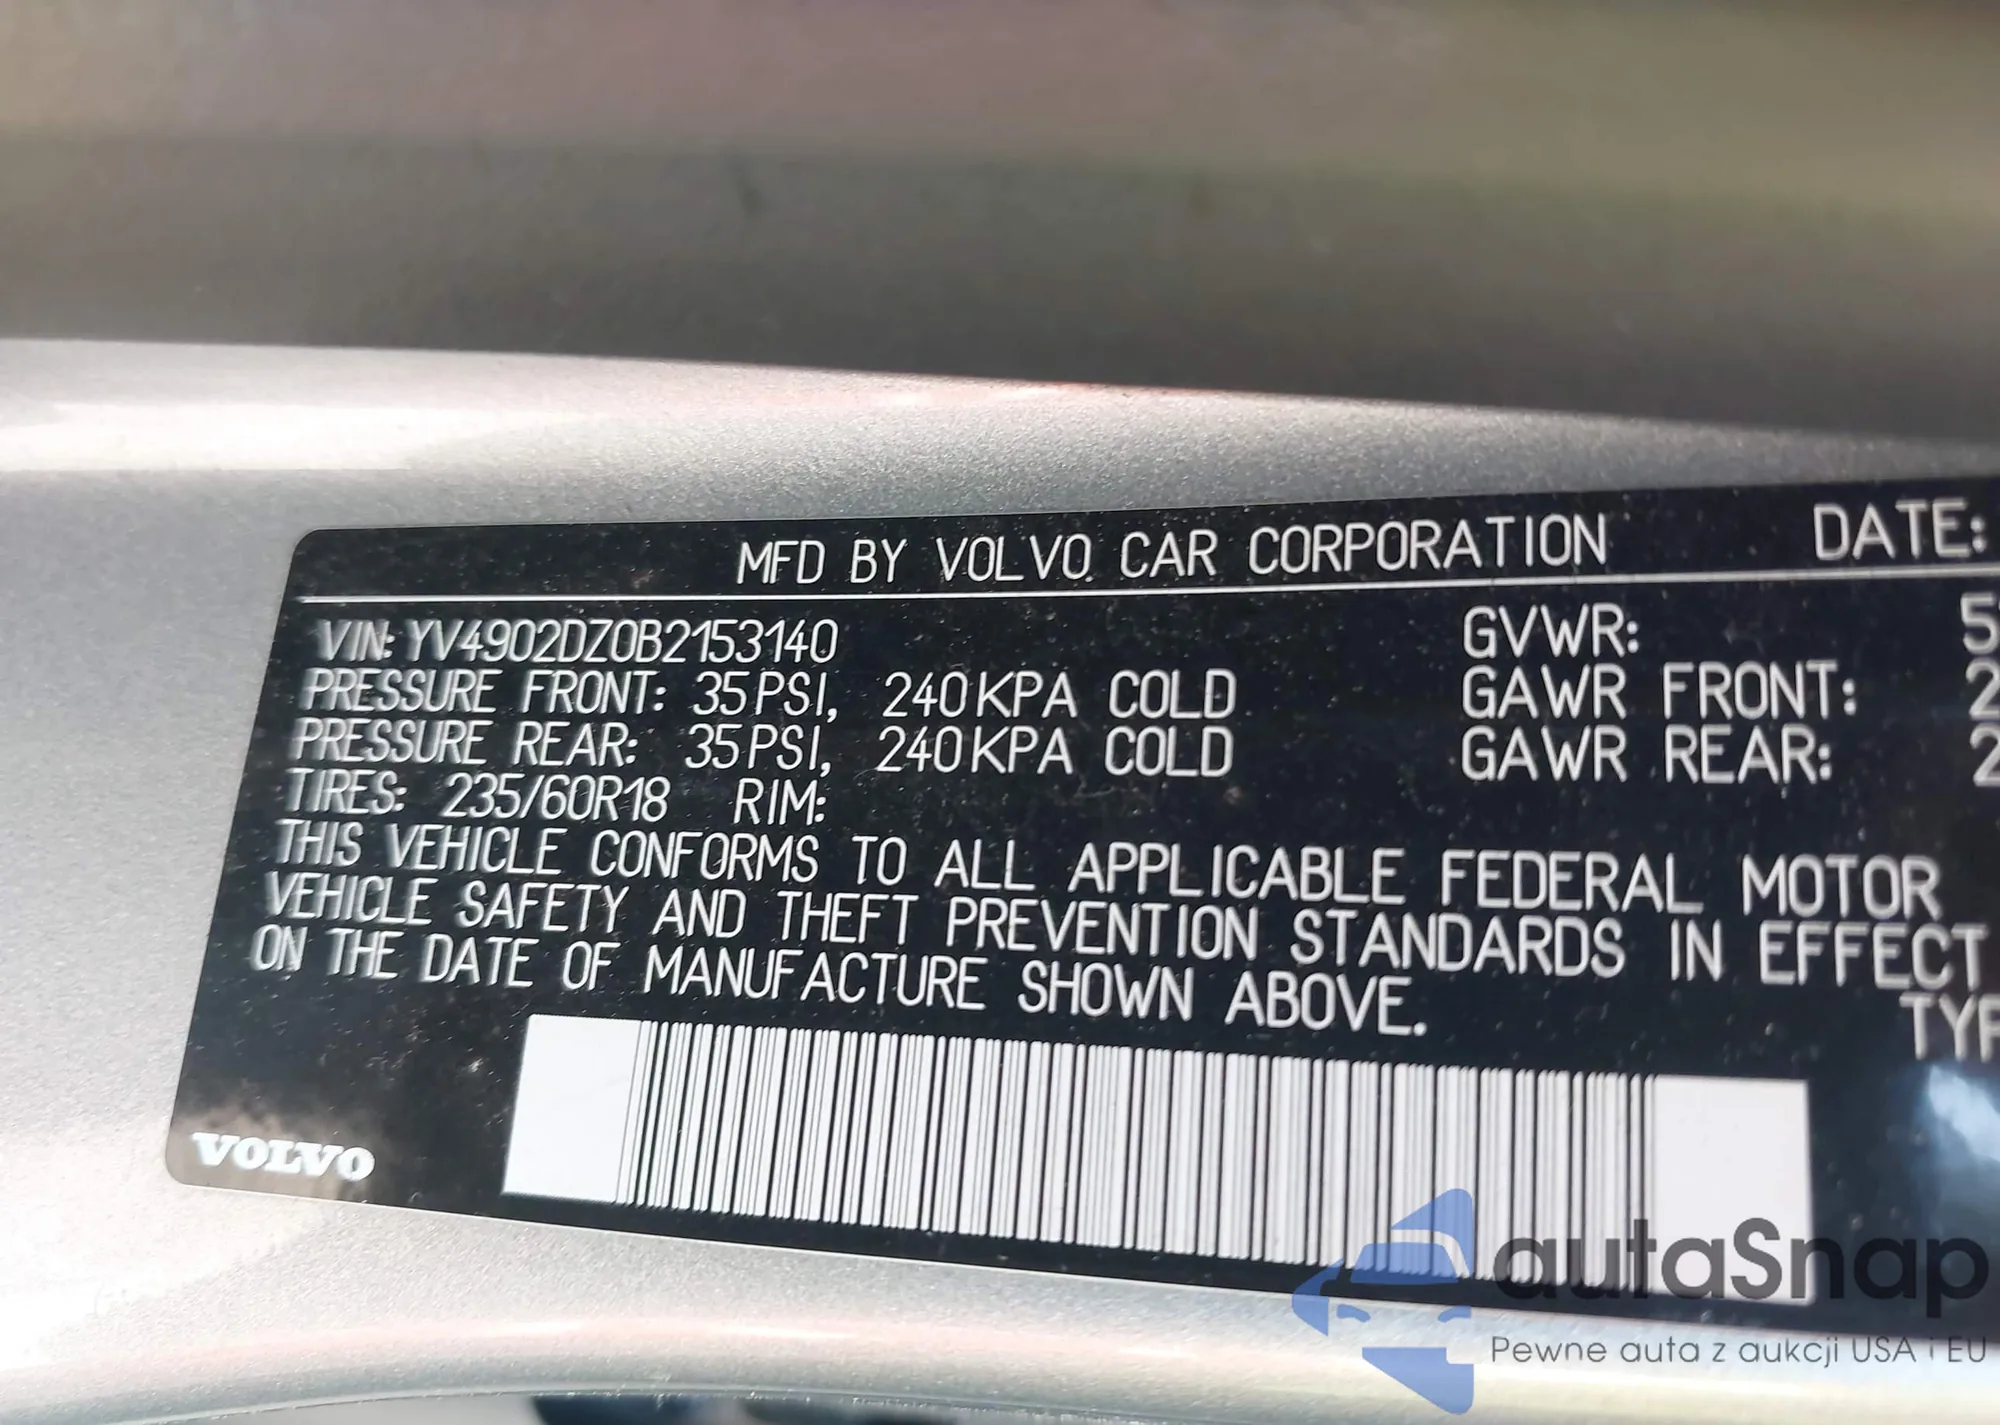 MFD BY VOLVO CAR CORPORATION DATE:
VIN: YV4902DZ0B2153140 GVWR:
PRESSURE FRONT: 35PSI, 240KPA COLD GAWR FRONT: 2
PRESSURE REAR: 35PSI, 240KPA COLD GAWR REAR: 2
TIRES: 235/60R18 RIM:
THIS VEHICLE CONFORMS TO ALL APPLICABLE FEDERAL MOTOR
VEHICLE SAFETY AND THEFT PREVENTION STANDARDS IN EFFECT
ON THE DATE OF MANUFACTURE SHOWN ABOVE.
VOLVO
autaSnap
Pewne auta z aukcji USA i EU